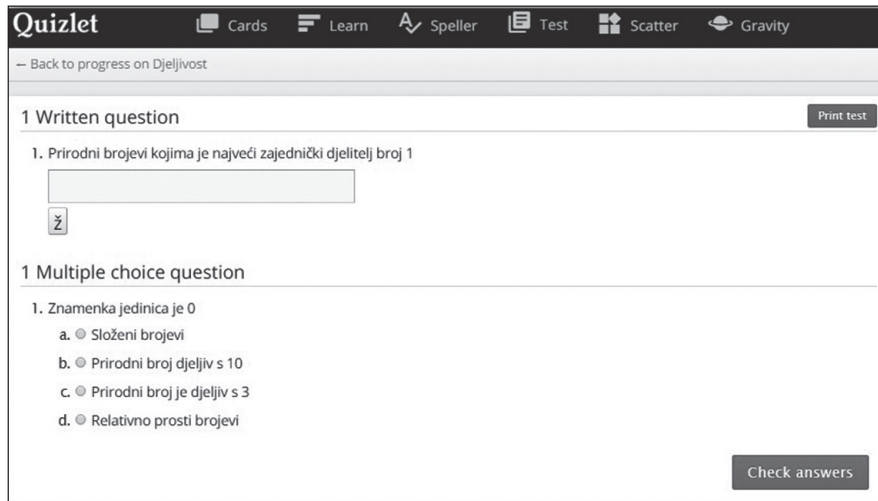 Quizlet Cards Learn Speller Test Scatter Gravity
← Back to progress on Djeljivost
1 Written question Print test
1. Prirodni brojevi kojima je najveći zajednički djelitelj broj 1
ž
1 Multiple choice question
1. Znamenka jedinica je 0
a. Složeni brojevi
b. Prirodni broj djeljiv s 10
c. Prirodni broj je djeljiv s 3
d. Relativno prosti brojevi
Check answers